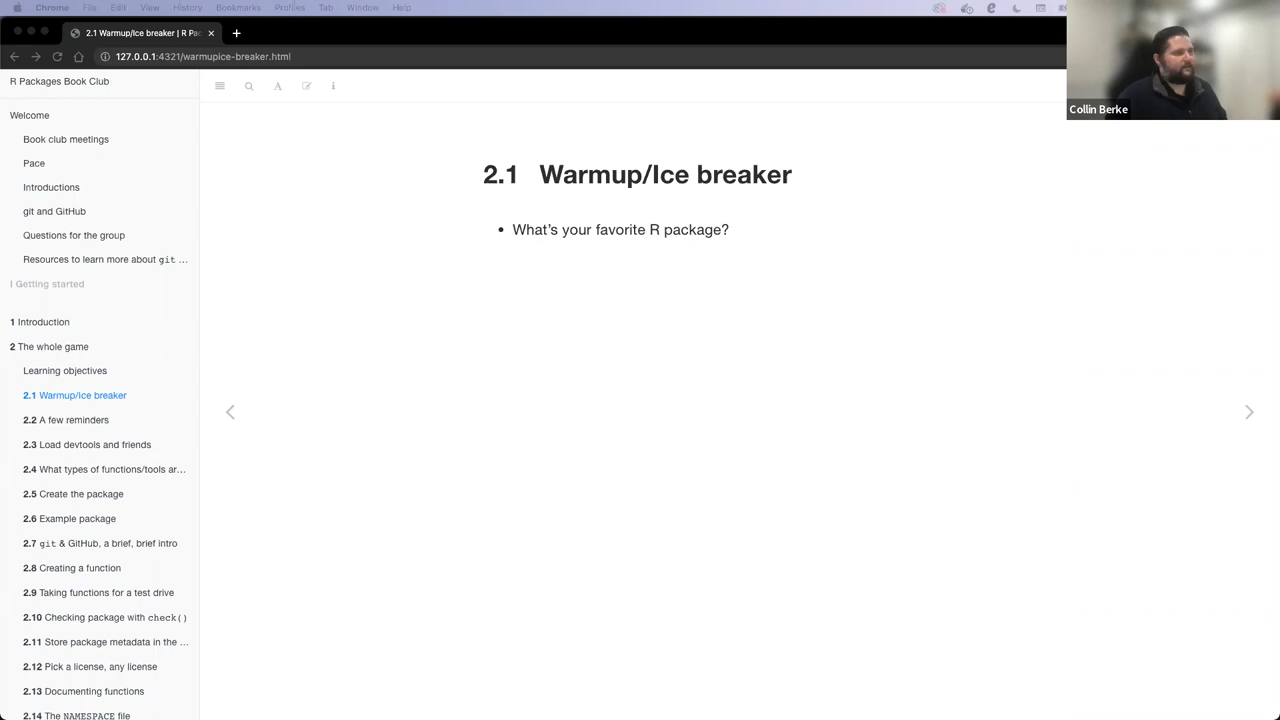 Chrome File Edit View History Bookmarks Profiles Tab Window Help
2.1 Warmup/Ice breaker | R Pac
127.0.0.1:4321/warmupice-breaker.html
R Packages Book Club
Collin Berke
Welcome
Book club meetings
Pace
Introductions
git and GitHub
Questions for the group
Resources to learn more about git …
I Getting started
1 Introduction
2 The whole game
Learning objectives
2.1 Warmup/Ice breaker
2.2 A few reminders
2.3 Load devtools and friends
2.4 What types of functions/tools ar…
2.5 Create the package
2.6 Example package
2.7 git & GitHub, a brief, brief intro
2.8 Creating a function
2.9 Taking functions for a test drive
2.10 Checking package with check()
2.11 Store package metadata in the …
2.12 Pick a license, any license
2.13 Documenting functions
2.14 The NAMESPACE file
2.1 Warmup/Ice breaker
• What's your favorite R package?